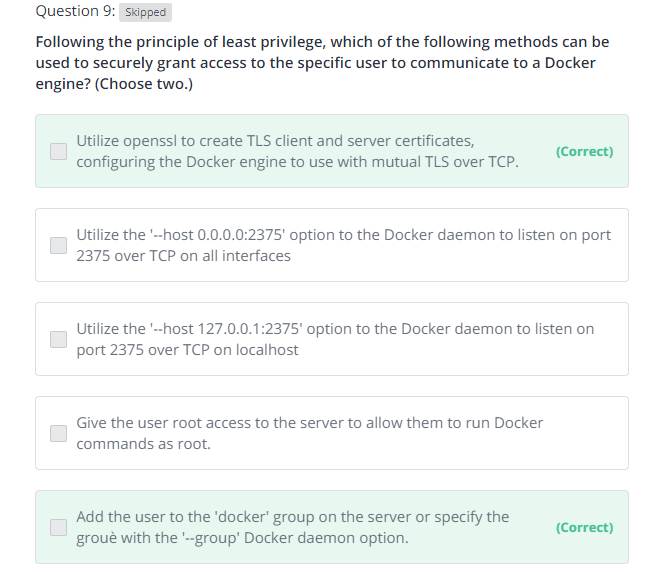 Question 9: Skipped
Following the principle of least privilege, which of the following methods can be
used to securely grant access to the specific user to communicate to a Docker
engine? (Choose two.)
Utilize openssl to create TLS client and server certificates,
configuring the Docker engine to use with mutual TLS over TCP.
(Correct)
Utilize the '--host 0.0.0.0:2375' option to the Docker daemon to listen on port
2375 over TCP on all interfaces
Utilize the '--host 127.0.0.1:2375' option to the Docker daemon to listen on
port 2375 over TCP on localhost
Give the user root access to the server to allow them to run Docker
commands as root.
Add the user to the 'docker' group on the server or specify the
grouè with the '--group' Docker daemon option.
(Correct)